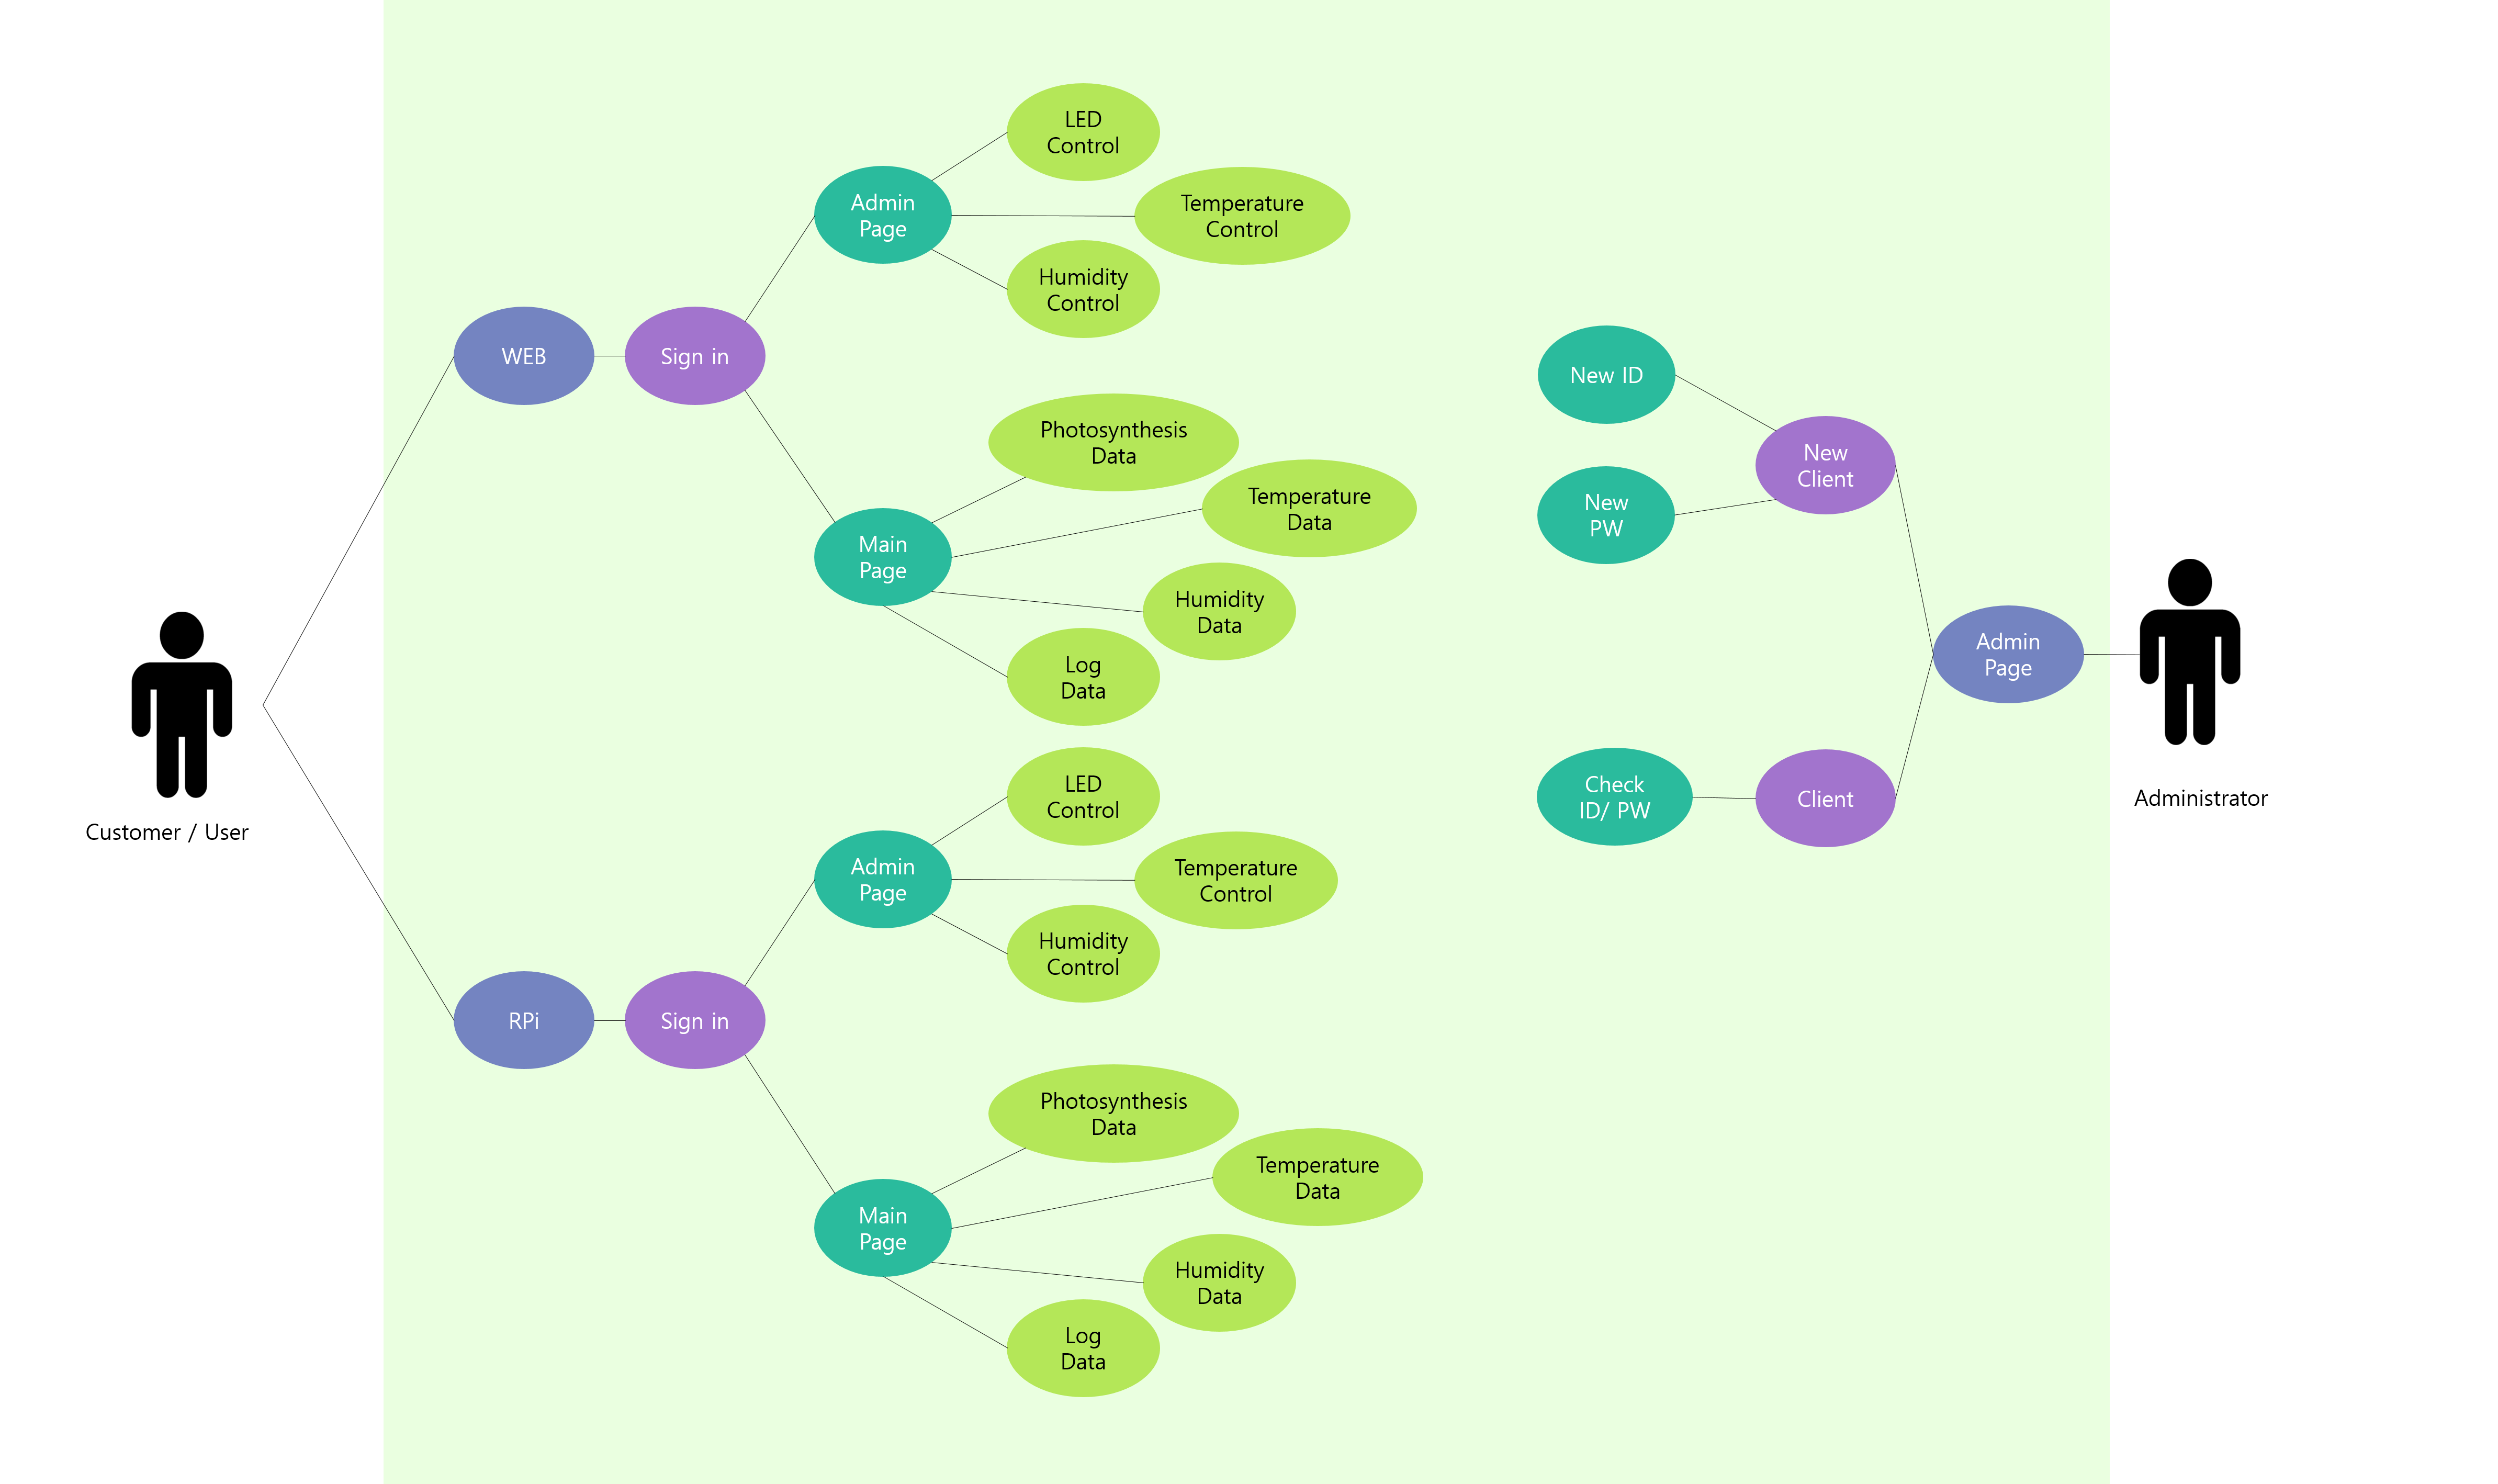 LED
Control
Admin
Page
Temperature
Control
Humidity
Control
WEB
Sign in
Photosynthesis
Data
Temperature
Data
Main
Page
Humidity
Data
Log
Data
Customer / User
LED
Control
Admin
Page
Temperature
Control
Humidity
Control
RPi
Sign in
Photosynthesis
Data
Temperature
Data
Main
Page
Humidity
Data
Log
Data
New ID
New
Client
New
PW
Admin
Page
Check
ID/ PW
Client
Administrator